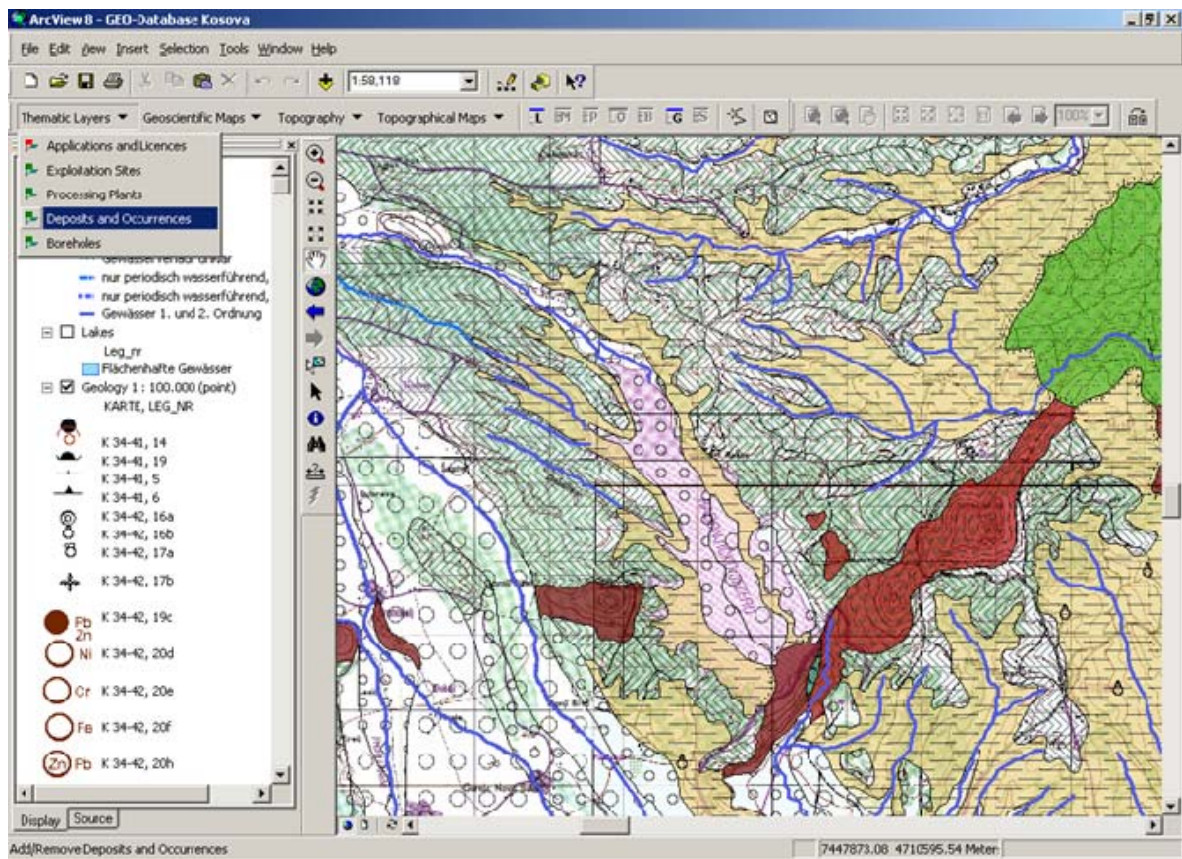 ArcView 8 - GEO-Database Kosova
File Edit View Insert Selection Tools Window Help
1:58,118
Thematic Layers Geoscientific Maps Topography Topographical Maps
100%
Applications and Licences
Exploitation Sites
Processing Plants
Deposits and Occurrences
Boreholes
nur periodisch wasserführend,
nur periodisch wasserführend,
Gewässer 1. und 2. Ordnung
Lakes
Leg_nr
Flächenhafte Gewässer
Geology 1: 100.000 (point)
KARTE, LEG_NR
K 34-41, 14
K 34-41, 19
K 34-41, 5
K 34-41, 6
K 34-42, 16a
K 34-42, 16b
K 34-42, 17a
K 34-42, 17b
Pb Zn K 34-42, 19c
Ni K 34-42, 20d
Cr K 34-42, 20e
Fe K 34-42, 20f
Zn Pb K 34-42, 20h
Display Source
Add/Remove Deposits and Occurrences
7447873.08 4710595.54 Meter